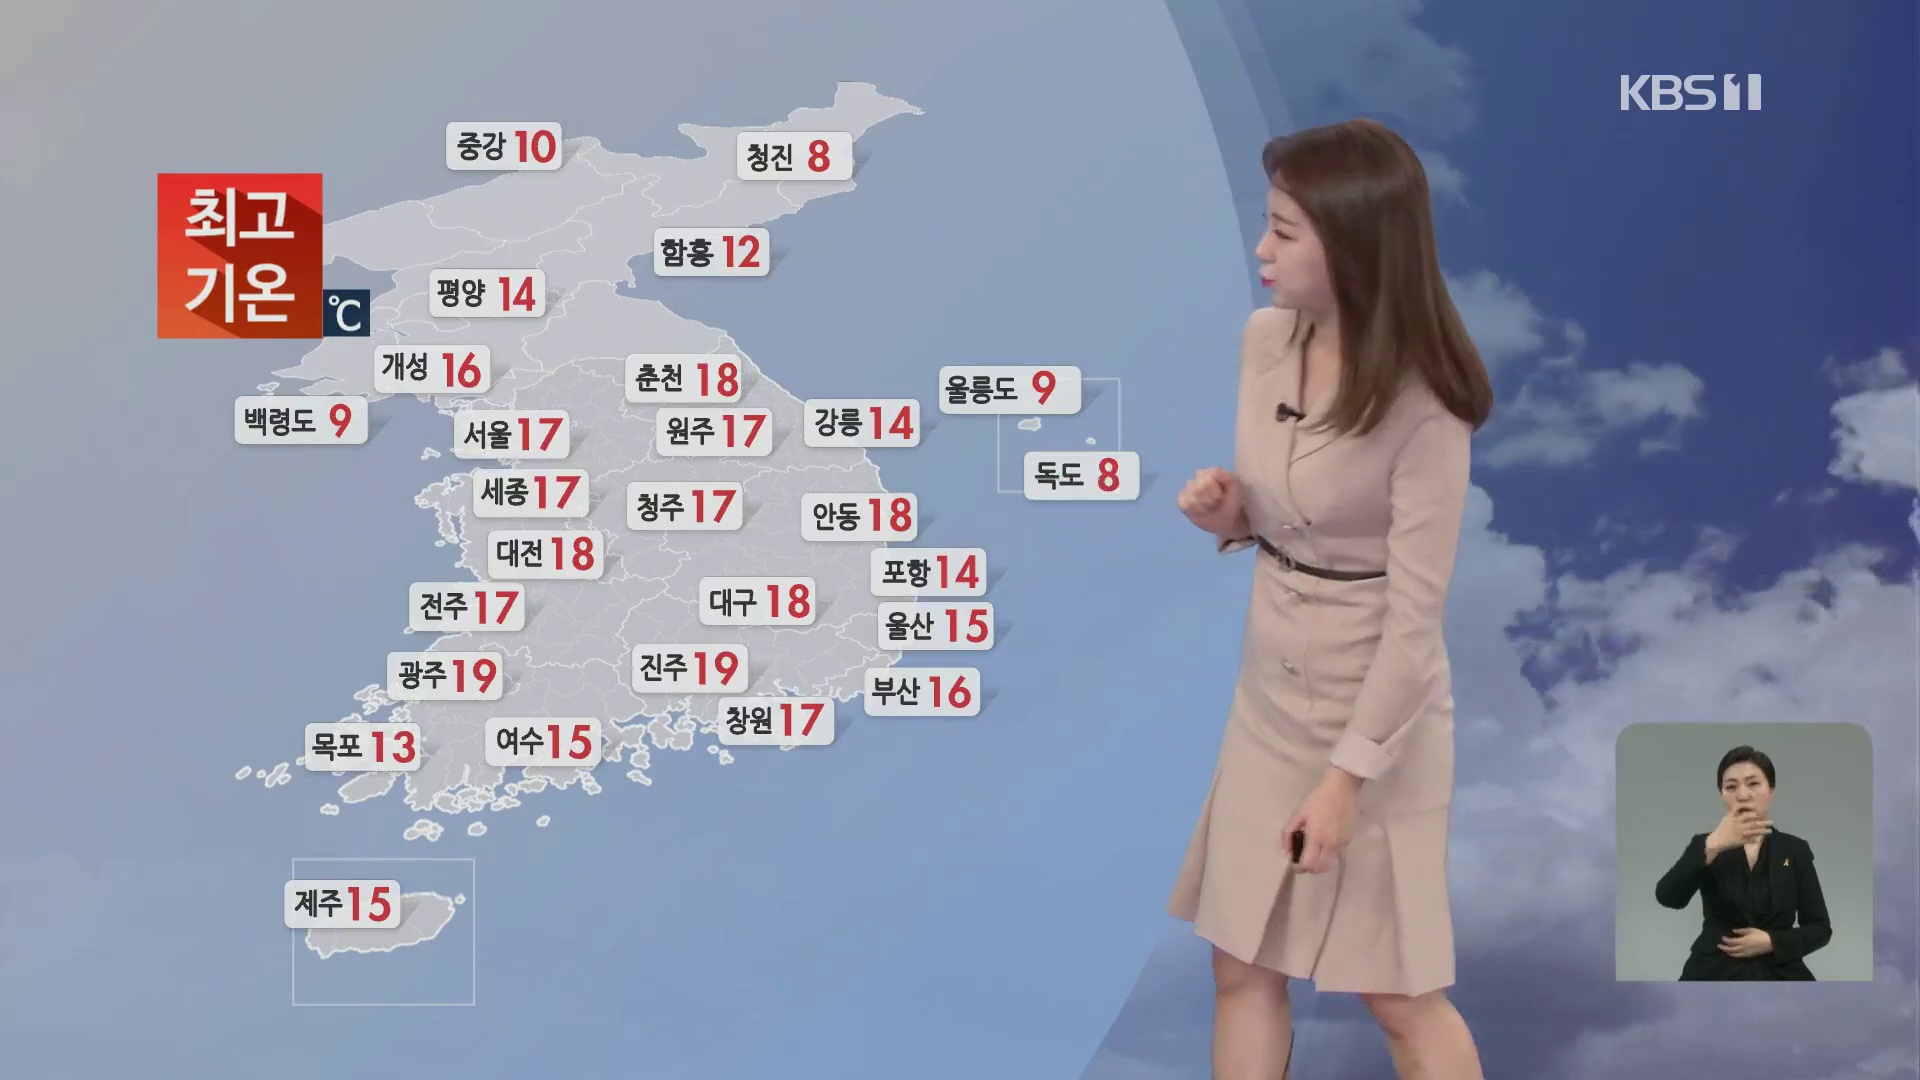 KBS 1
최고
기온
℃
중강 10
청진 8
함흥 12
평양 14
개성 16
춘천 18
울릉도 9
백령도 9
서울 17
원주 17
강릉 14
독도 8
세종 17
청주 17
안동 18
대전 18
포항 14
전주 17
대구 18
울산 15
광주 19
진주 19
부산 16
창원 17
목포 13
여수 15
제주 15